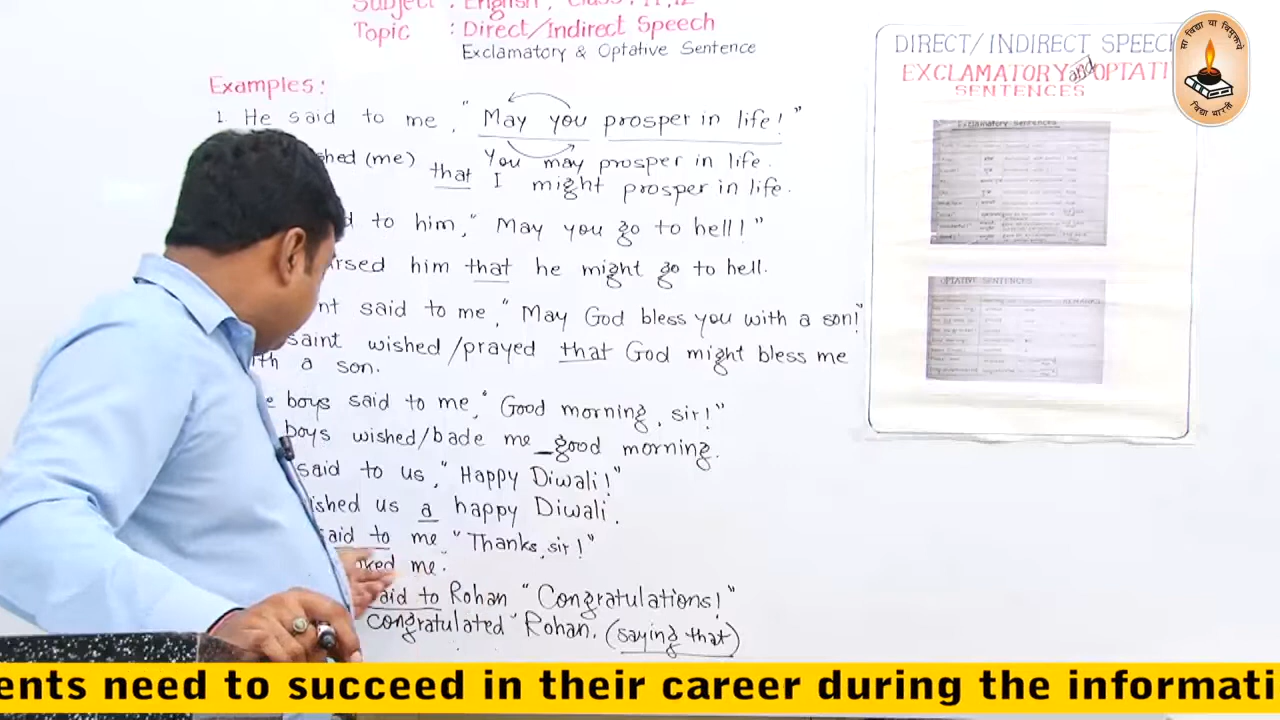 Subject : English, Class : 11,12
Topic : Direct/Indirect Speech
Exclamatory & Optative Sentence
Examples:
1. He said to me, "May you prosper in life!"
hed (me) that You may prosper in life.
I might prosper in life.
d to him, "May you go to hell!"
rsed him that he might go to hell.
nt said to me, "May God bless you with a son!"
saint wished/prayed that God might bless me
th son.
e boys said to me, "Good morning, sir!"
boys wished/bade me good morning.
said to us, "Happy Diwali!"
ished us a happy Diwali.
aid to me "Thanks, sir!"
ked me.
aid to Rohan "Congratulations!"
congratulated Rohan. (saying that)
DIRECT/INDIRECT SPEECH
EXCLAMATORY and OPTATI
SENTENCES
Exclamatory Sentences
OPTATIVE SENTENCES
REMARKS
सा विद्या या विमुक्तये
विद्या भारती
ents need to succeed in their career during the informati